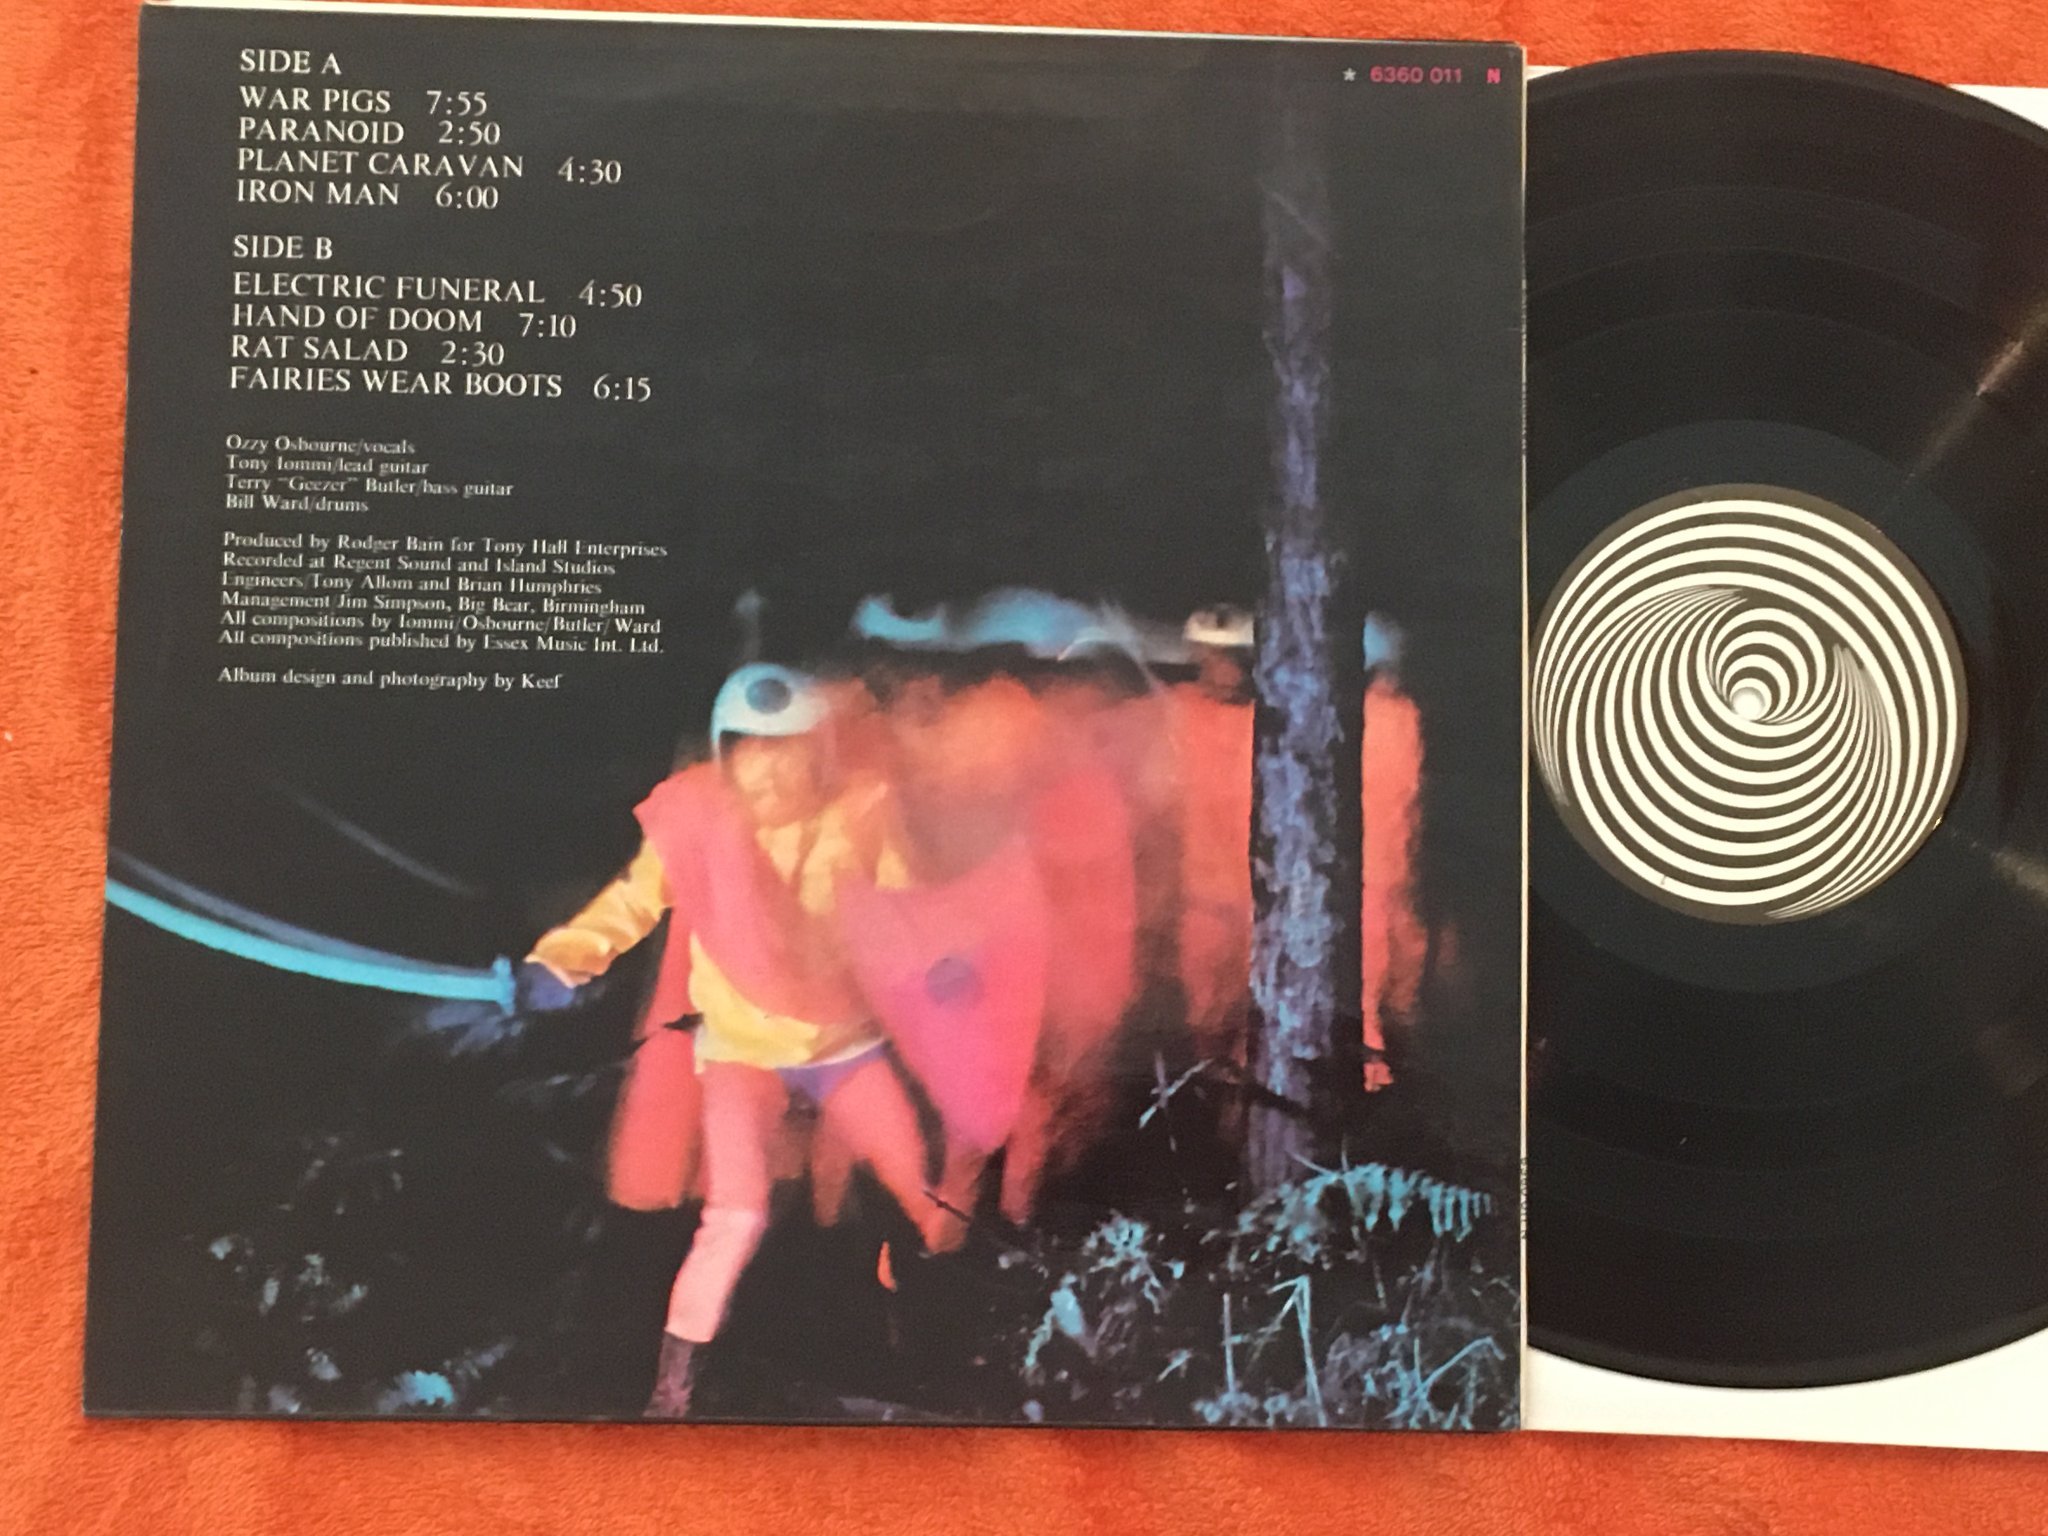 SIDE A
WAR PIGS 7:55
PARANOID 2:50
PLANET CARAVAN 4:30
IRON MAN 6:00
SIDE B
ELECTRIC FUNERAL 4:50
HAND OF DOOM 7:10
RAT SALAD 2:30
FAIRIES WEAR BOOTS 6:15
Ozzy Osbourne/vocals
Tony Iommi/lead guitar
Terry "Geezer" Butler/bass guitar
Bill Ward/drums
Produced by Rodger Bain for Tony Hall Enterprises
Recorded at Regent Sound and Island Studios
Engineers/Tony Allom and Brian Humphries
Management/Jim Simpson, Big Bear, Birmingham
All compositions by Iommi/Osbourne/Butler/Ward
All compositions published by Essex Music Int. Ltd.
Album design and photography by Keef
* 6360 011 N